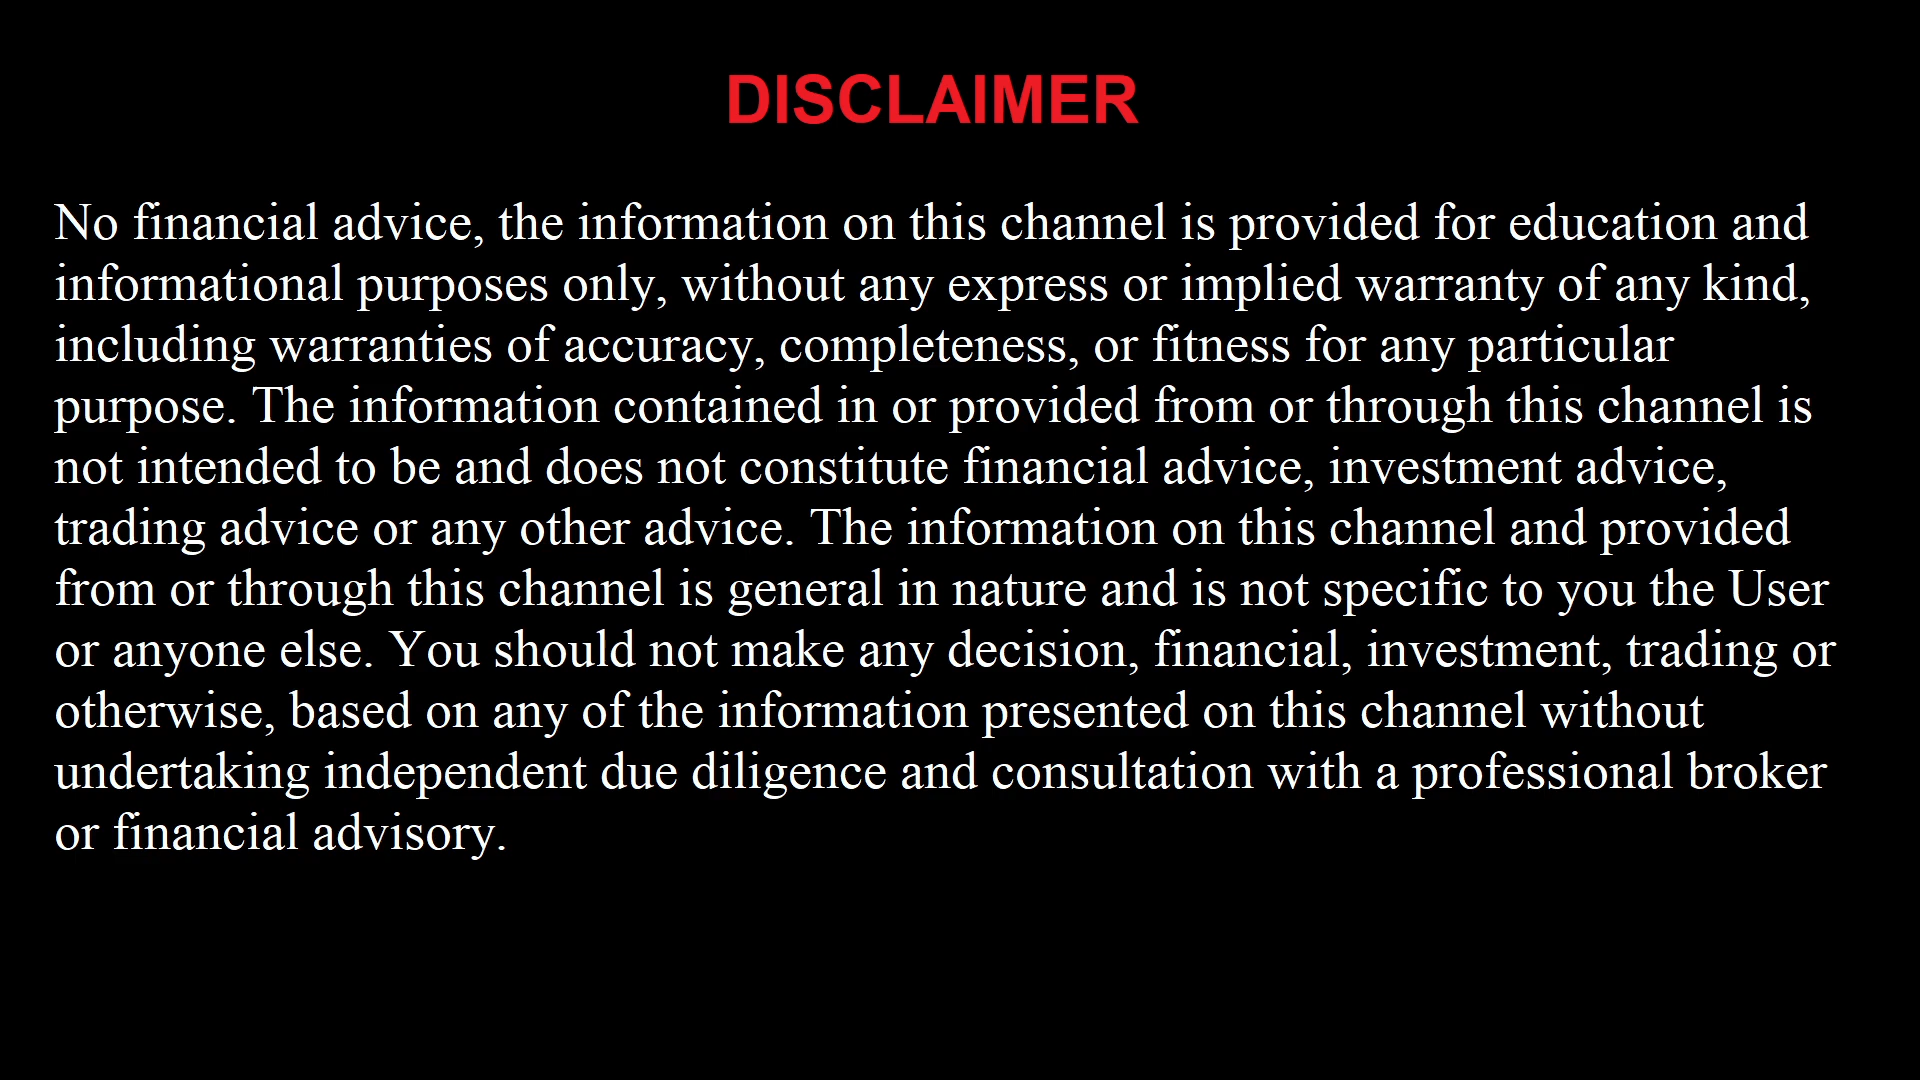 DISCLAIMER
No financial advice, the information on this channel is provided for education and
informational purposes only, without any express or implied warranty of any kind,
including warranties of accuracy, completeness, or fitness for any particular
purpose. The information contained in or provided from or through this channel is
not intended to be and does not constitute financial advice, investment advice,
trading advice or any other advice. The information on this channel and provided
from or through this channel is general in nature and is not specific to you the User
or anyone else. You should not make any decision, financial, investment, trading or
otherwise, based on any of the information presented on this channel without
undertaking independent due diligence and consultation with a professional broker
or financial advisory.